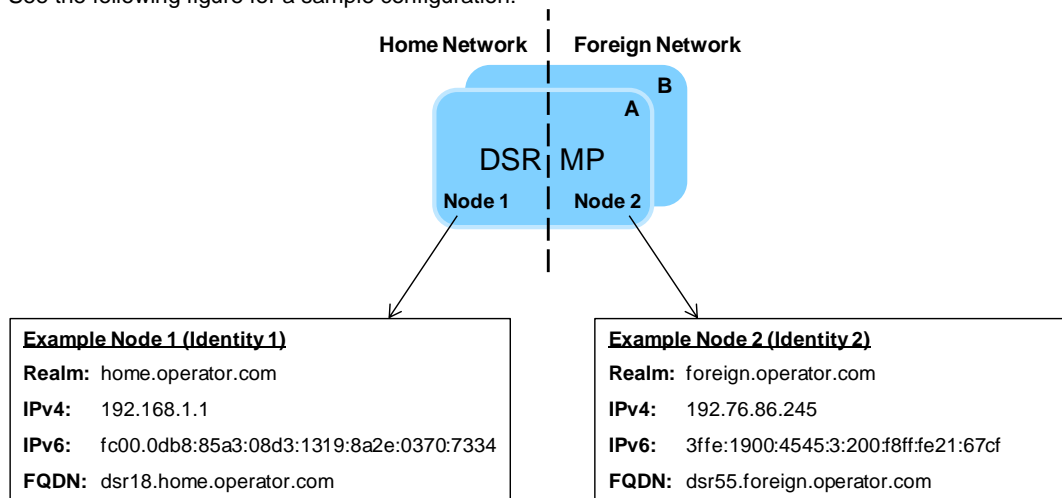 See the following figure for a sample configuration.
Home Network Foreign Network
B
A
DSR MP
Node 1 Node 2
Example Node 1 (Identity 1)
Realm: home.operator.com
IPv4: 192.168.1.1
IPv6: fc00.0db8:85a3:08d3:1319:8a2e:0370:7334
FQDN: dsr18.home.operator.com
Example Node 2 (Identity 2)
Realm: foreign.operator.com
IPv4: 192.76.86.245
IPv6: 3ffe:1900:4545:3:200:f8ff:fe21:67cf
FQDN: dsr55.foreign.operator.com